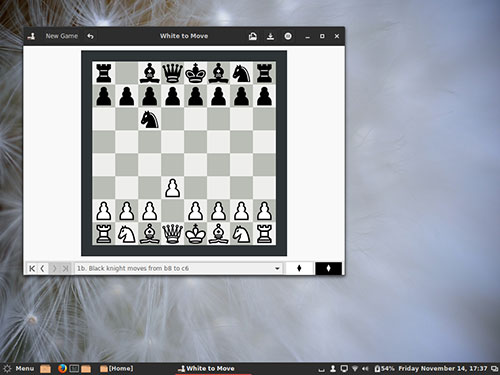 New Game
White to Move
1b. Black knight moves from b8 to c6
Menu
[Home]
White to Move
54%
Friday November 14, 17:37